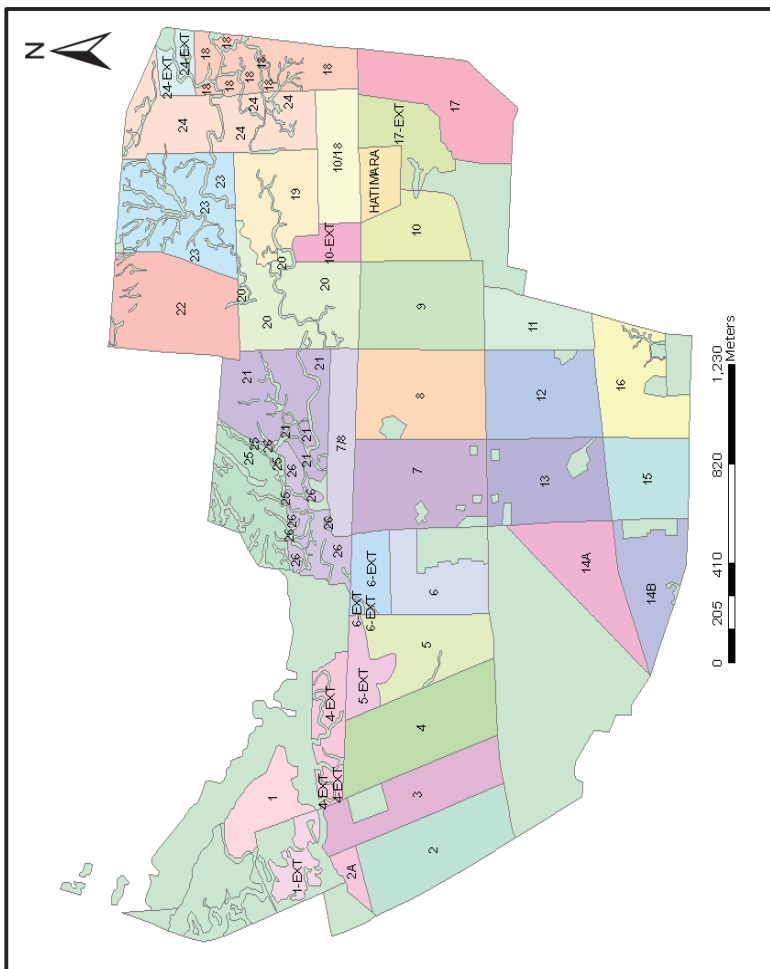 N
24-EXT
24-EXT
18
18
18
18
18
18
18
18
24
24
24
24
17
17-EXT
10/18
HATIMARA
23
23
23
19
10
10-EXT
20
20
20
20
22
9
11
16
12
8
21
21
21
21
7/8
25
25
25
25
26
26
26
26
26
26
26
26
7
13
15
6-EXT
6-EXT
6-EXT
6
14A
14B
5
5-EXT
4-EXT
4-EXT
4-EXT
4
3
1
1-EXT
2A
2
0 205 410 820 1,230
Meters